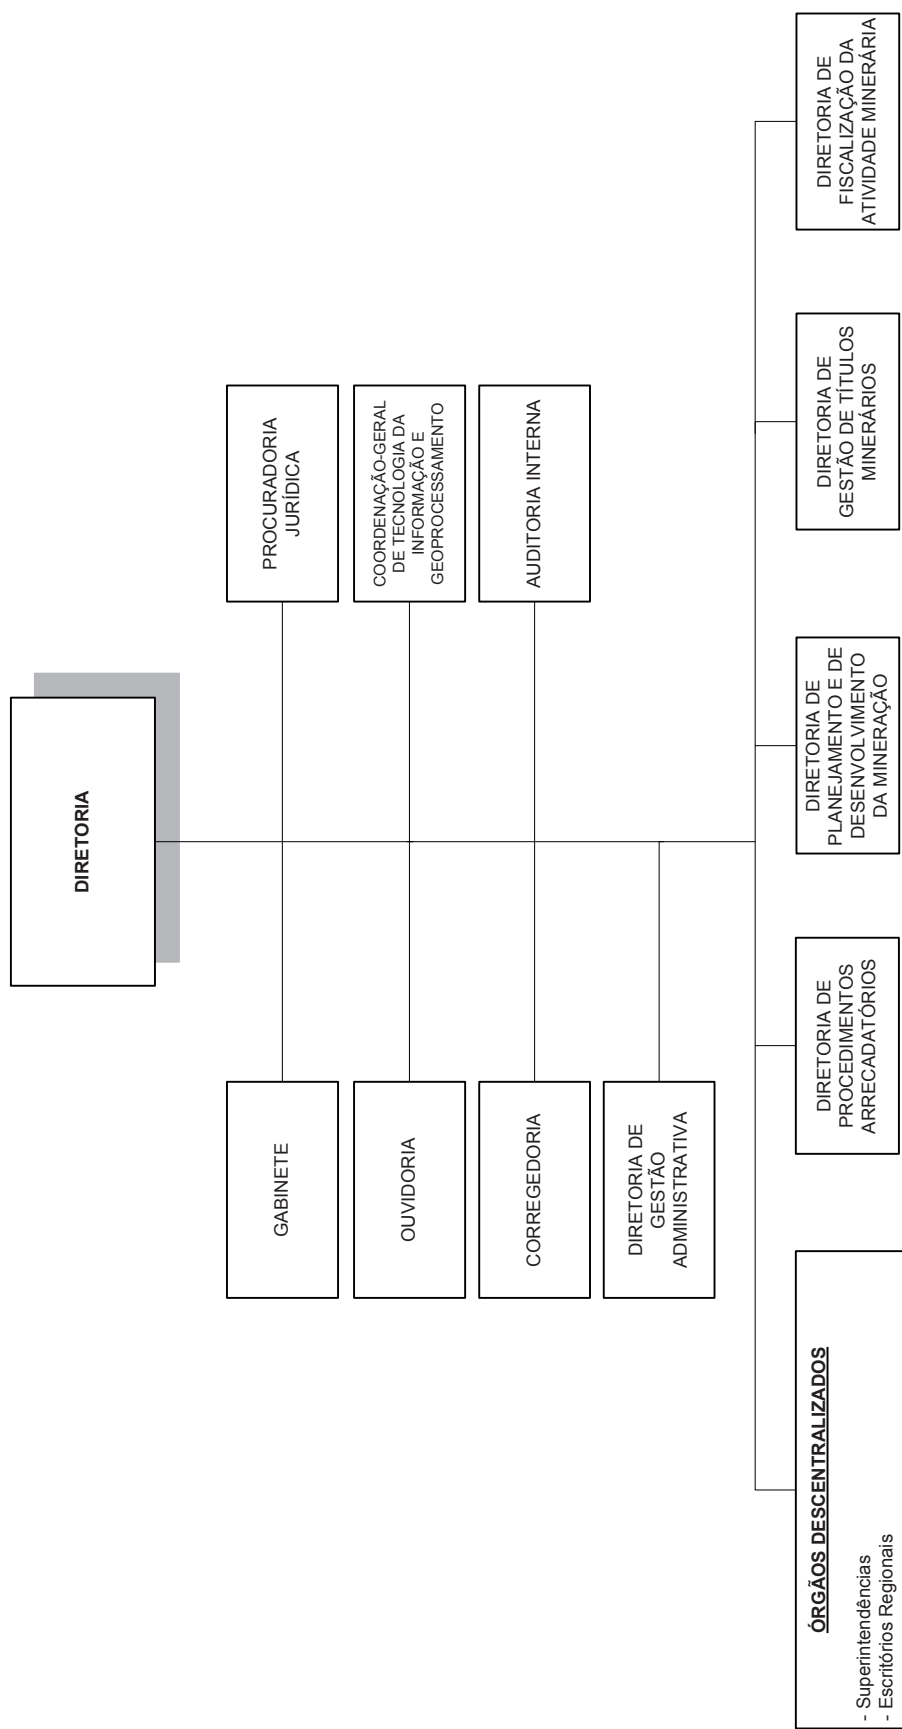 DIRETORIA
GABINETE
PROCURADORIA
JURÍDICA
OUVIDORIA
COORDENAÇÃO-GERAL
DE TECNOLOGIA DA
INFORMAÇÃO E
GEOPROCESSAMENTO
CORREGEDORIA
AUDITORIA INTERNA
DIRETORIA DE
GESTÃO
ADMINISTRATIVA
ÓRGÃOS DESCENTRALIZADOS
- Superintendências
- Escritórios Regionais
DIRETORIA DE
PROCEDIMENTOS
ARRECADATÓRIOS
DIRETORIA DE
PLANEJAMENTO E DE
DESENVOLVIMENTO
DA MINERAÇÃO
DIRETORIA DE
GESTÃO DE TÍTULOS
MINERÁRIOS
DIRETORIA DE
FISCALIZAÇÃO DA
ATIVIDADE MINERÁRIA